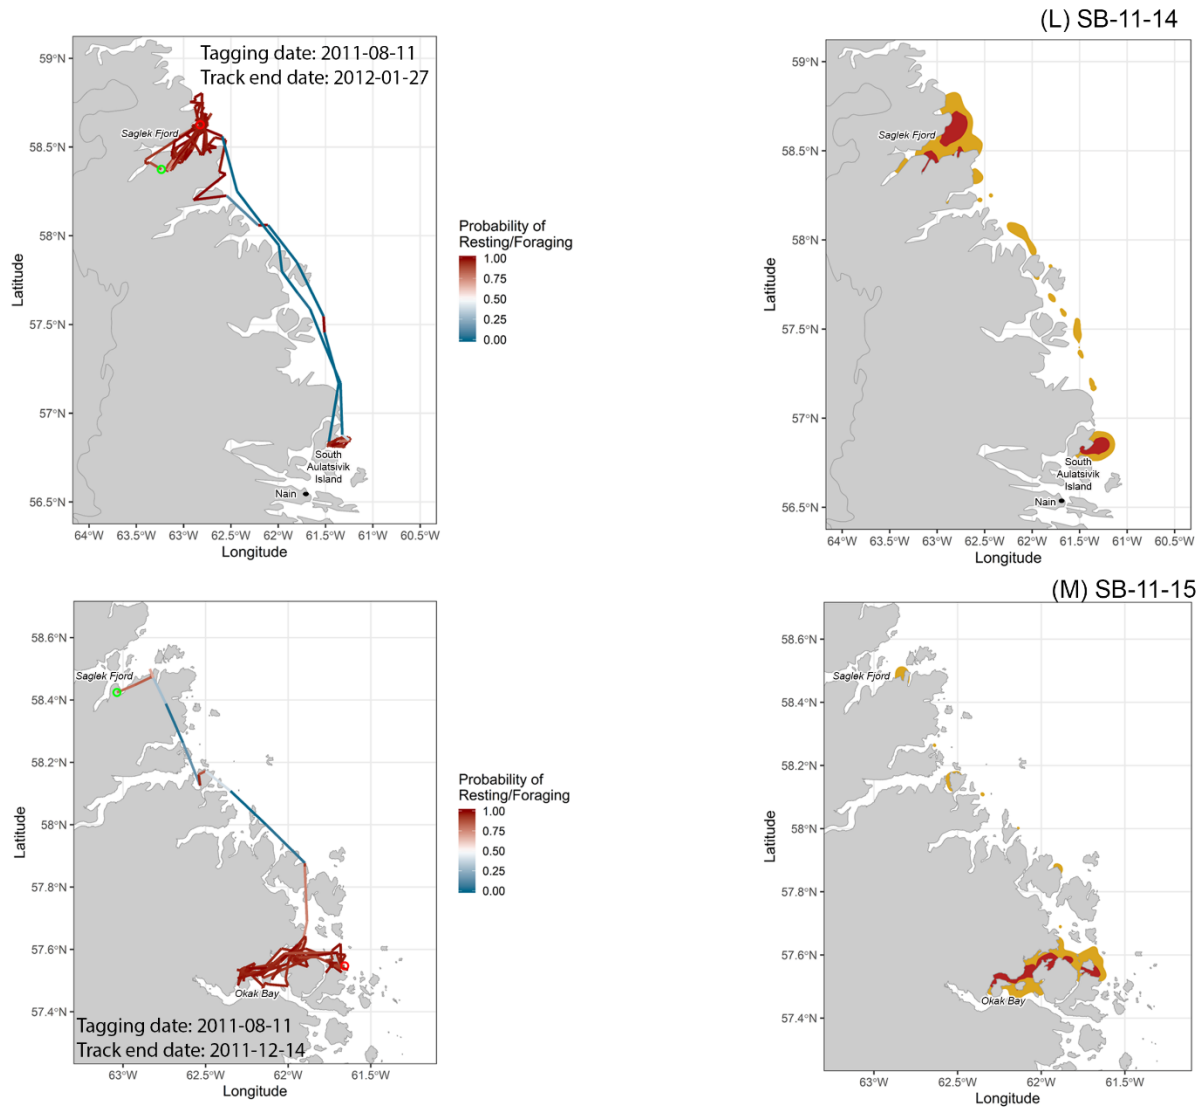 (L) SB-11-14
Tagging date: 2011-08-11
Track end date: 2012-01-27
59°N
58.5°N
58°N
57.5°N
57°N
56.5°N
Latitude
Saglek Fjord
South
Aulatsivik
Island
Nain
64°W
63.5°W
63°W
62.5°W
62°W
61.5°W
61°W
60.5°W
Longitude
Probability of
Resting/Foraging
1.00
0.75
0.50
0.25
0.00
59°N
58.5°N
58°N
57.5°N
57°N
56.5°N
Latitude
Saglek Fjord
South
Aulatsivik
Island
Nain
64°W
63.5°W
63°W
62.5°W
62°W
61.5°W
61°W
60.5°W
Longitude
(M) SB-11-15
58.6°N
58.4°N
58.2°N
58°N
57.8°N
57.6°N
57.4°N
Latitude
Saglek Fjord
Okak Bay
Tagging date: 2011-08-11
Track end date: 2011-12-14
63°W
62.5°W
62°W
61.5°W
Longitude
Probability of
Resting/Foraging
1.00
0.75
0.50
0.25
0.00
58.6°N
58.4°N
58.2°N
58°N
57.8°N
57.6°N
57.4°N
Latitude
Saglek Fjord
Okak Bay
63°W
62.5°W
62°W
61.5°W
Longitude